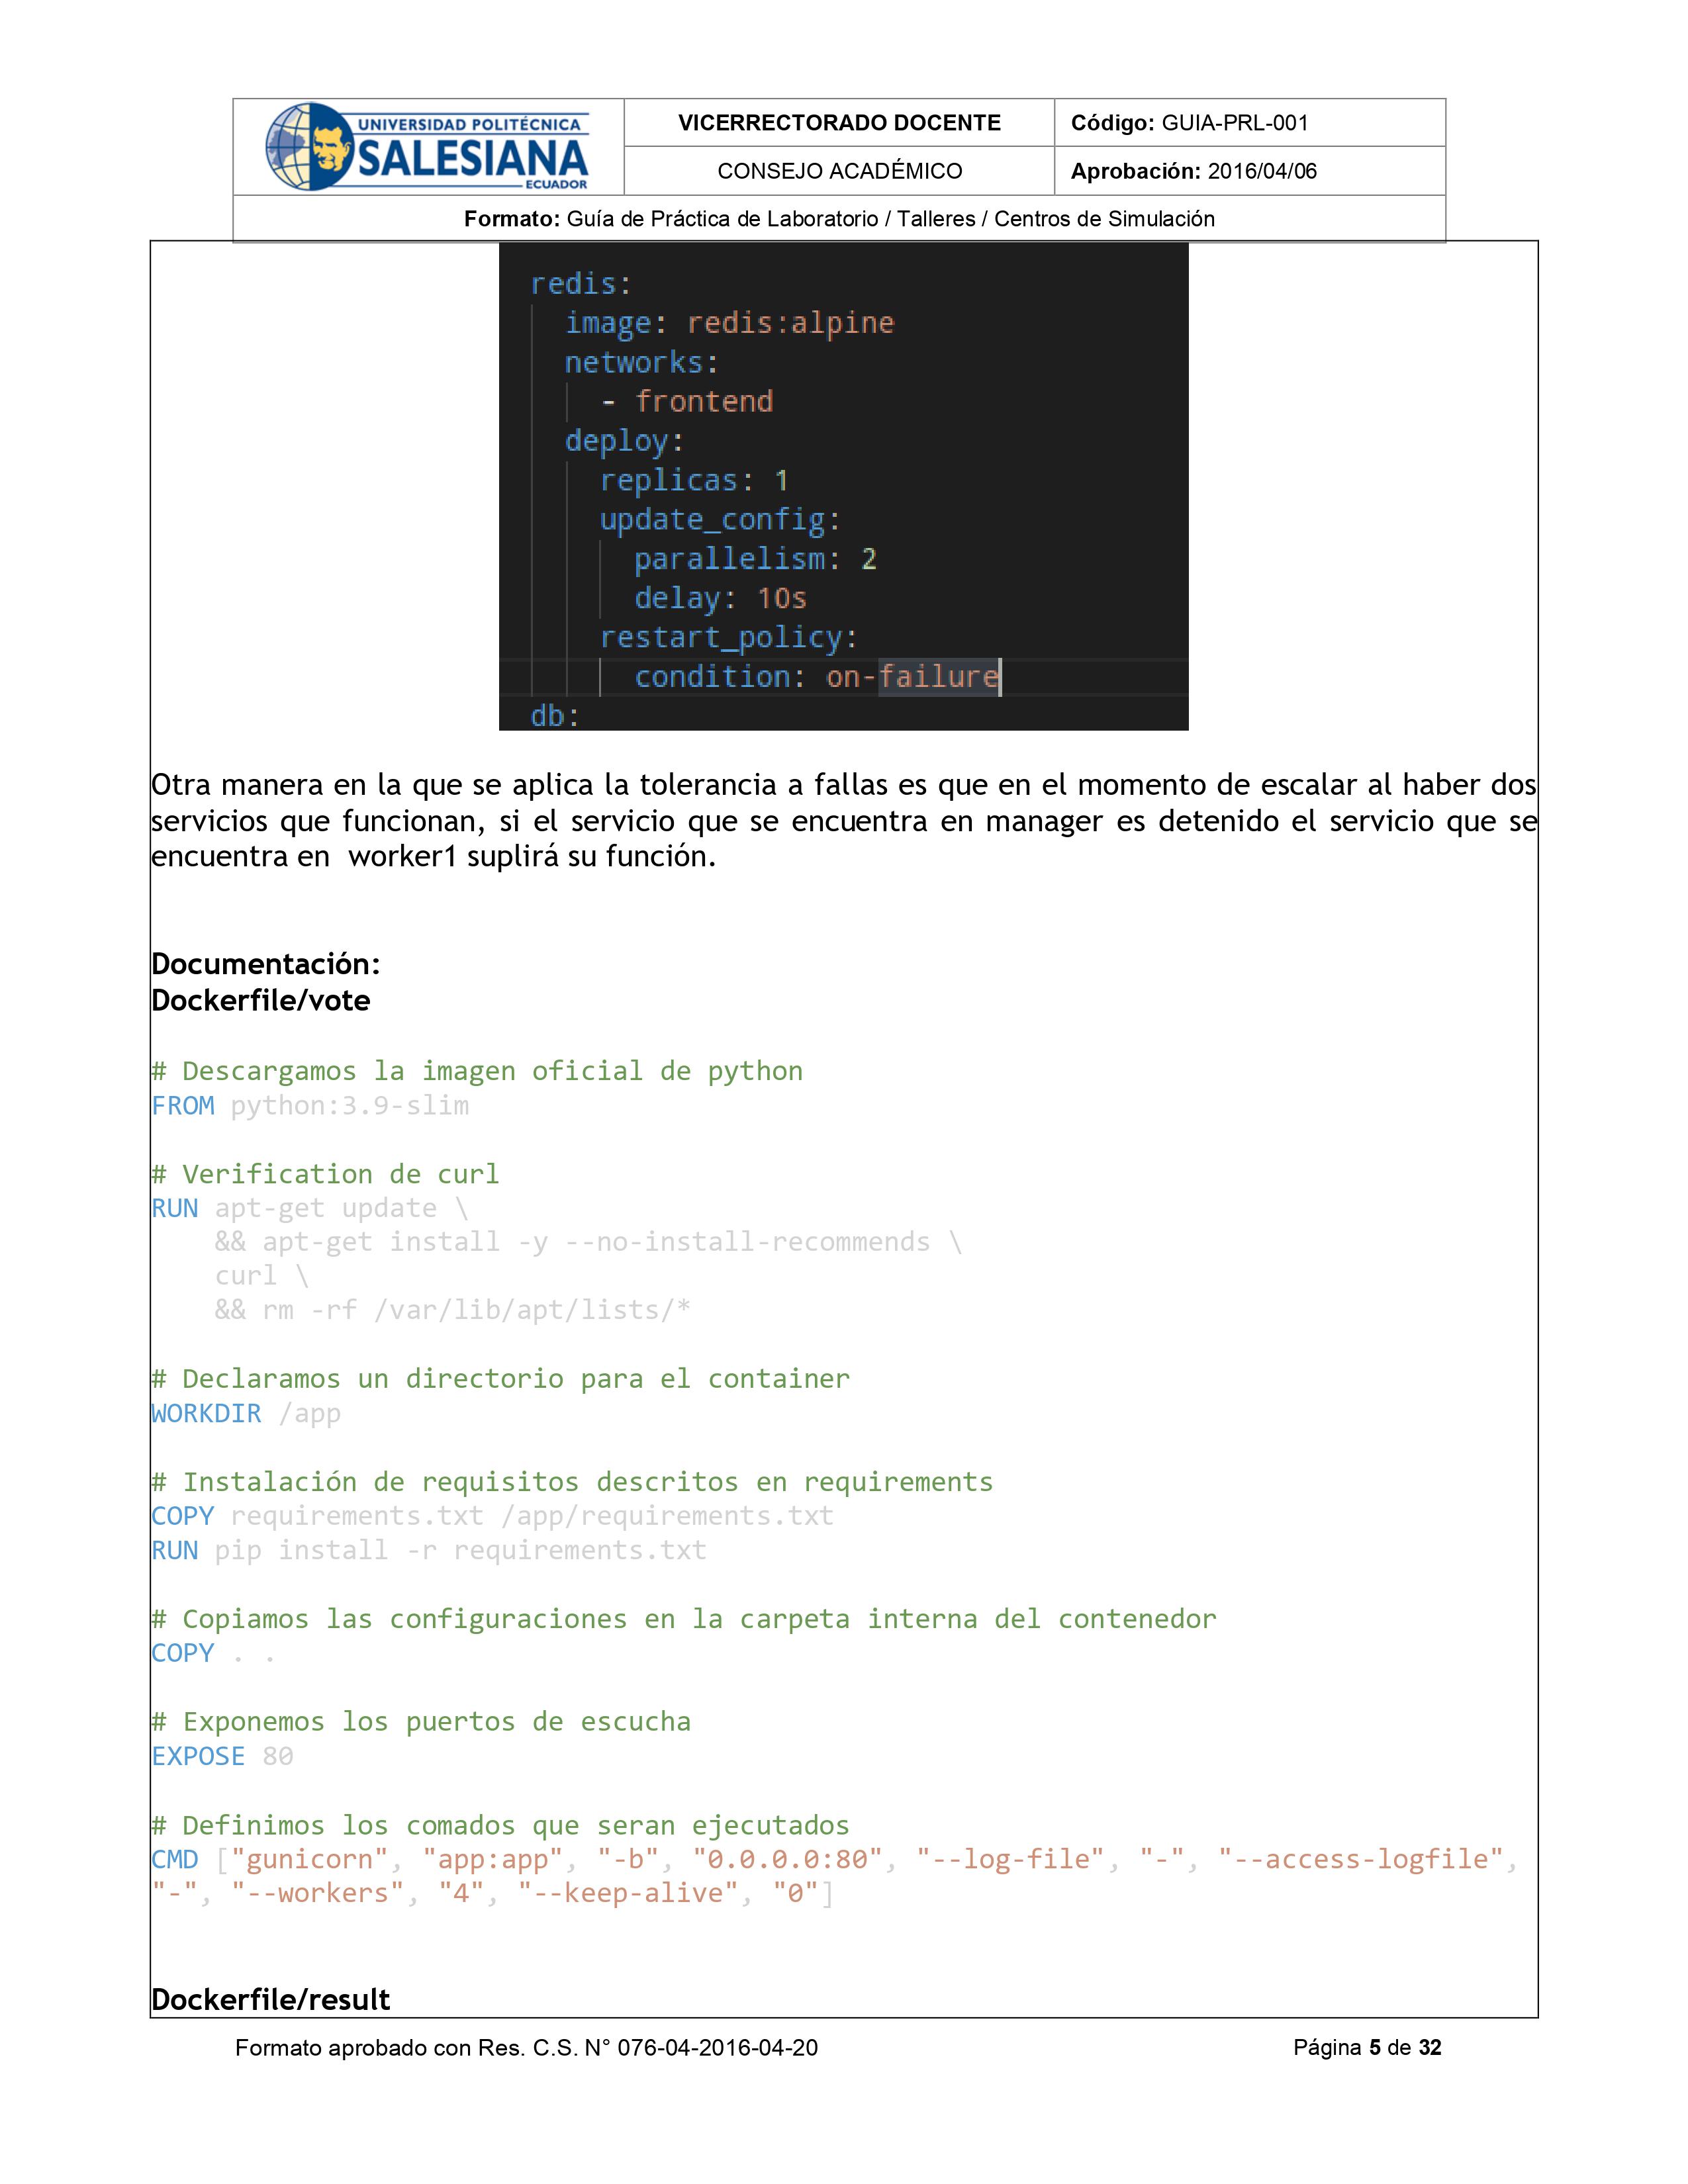 UNIVERSIDAD POLITÉCNICA
SALESIANA
ECUADOR
VICERRECTORADO DOCENTE
Código: GUIA-PRL-001
CONSEJO ACADÉMICO
Aprobación: 2016/04/06
Formato: Guía de Práctica de Laboratorio / Talleres / Centros de Simulación
redis:
image: redis:alpine
networks:
- frontend
deploy:
replicas: 1
update_config:
parallelism: 2
delay: 10s
restart_policy:
condition: on-failure
db:
Otra manera en la que se aplica la tolerancia a fallas es que en el momento de escalar al haber dos
servicios que funcionan, si el servicio que se encuentra en manager es detenido el servicio que se
encuentra en  worker1 suplirá su función.
Documentación:
Dockerfile/vote
# Descargamos la imagen oficial de python
FROM python:3.9-slim
# Verification de curl
RUN apt-get update \
    && apt-get install -y --no-install-recommends \
    curl \
    && rm -rf /var/lib/apt/lists/*
# Declaramos un directorio para el container
WORKDIR /app
# Instalación de requisitos descritos en requirements
COPY requirements.txt /app/requirements.txt
RUN pip install -r requirements.txt
# Copiamos las configuraciones en la carpeta interna del contenedor
COPY . .
# Exponemos los puertos de escucha
EXPOSE 80
# Definimos los comados que seran ejecutados
CMD ["gunicorn", "app:app", "-b", "0.0.0.0:80", "--log-file", "-", "--access-logfile",
"-", "--workers", "4", "--keep-alive", "0"]
Dockerfile/result
Formato aprobado con Res. C.S. N° 076-04-2016-04-20
Página 5 de 32